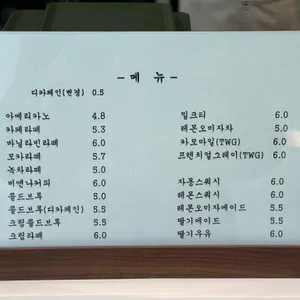 - 메 뉴 -
디카페인(변경) 0.5
아메리카노 4.8
카페라떼 5.3
바닐라빈라떼 6.0
모카라떼 5.7
녹차라떼 5.0
비엔나커피 6.0
콜드브루 5.0
콜드브루(디카페인) 5.5
크림콜드브루 5.5
크림라떼 6.0
밀크티 6.0
레몬오미자차 5.0
카모마일(TWG) 6.0
프렌치얼그레이(TWG) 6.0
자몽스쿼시 6.0
레몬스쿼시 6.0
레몬오미자에이드 5.5
딸기에이드 5.5
딸기우유 6.0